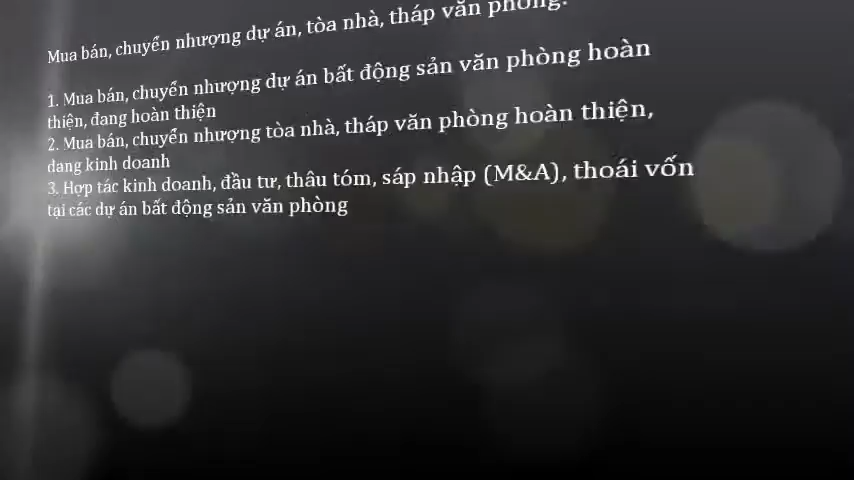 Mua bán, chuyển nhượng dự án, tòa nhà, tháp văn phòng.
1. Mua bán, chuyển nhượng dự án bất động sản văn phòng hoàn
thiện, đang hoàn thiện
2. Mua bán, chuyển nhượng tòa nhà, tháp văn phòng hoàn thiện,
đang kinh doanh
3. Hợp tác kinh doanh, đầu tư, thâu tóm, sáp nhập (M&A), thoái vốn
tại các dự án bất động sản văn phòng